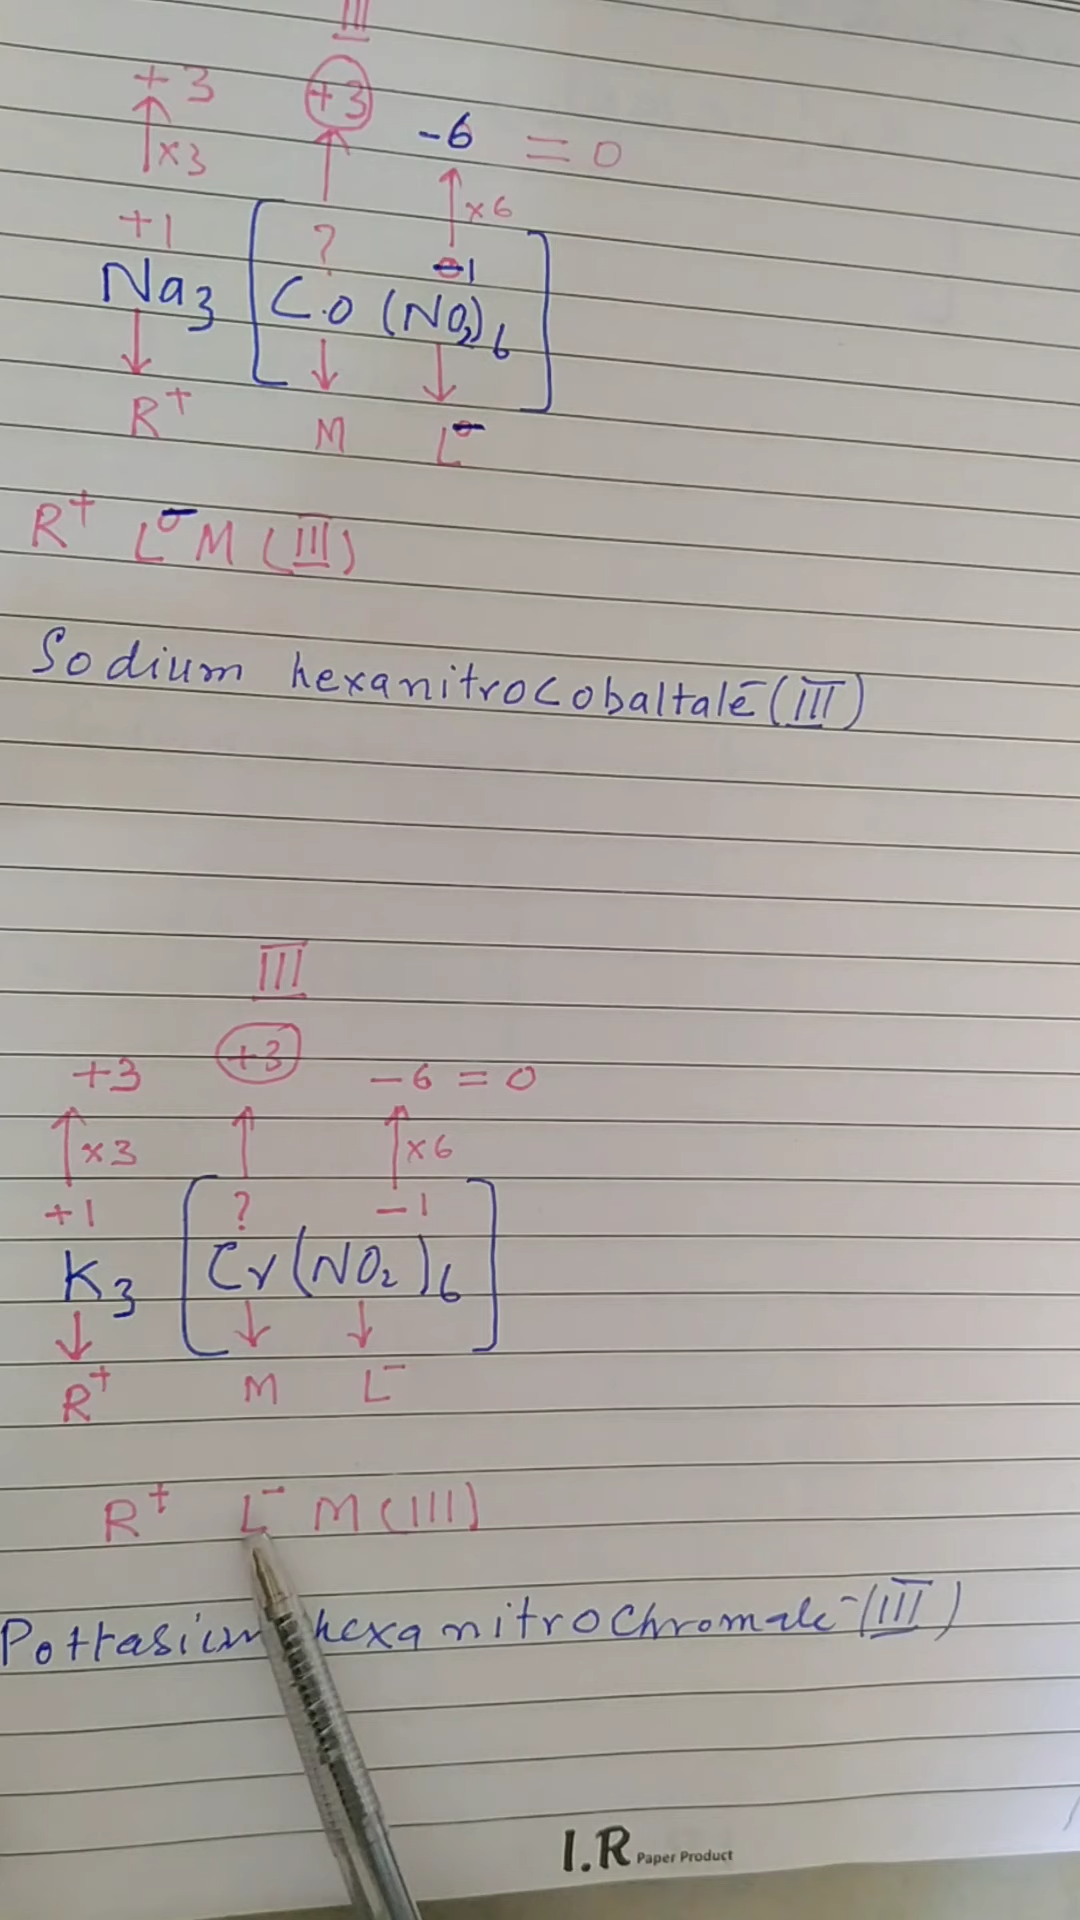 III
+3 +3 -6 = 0
×3 ×6
+1 ? -1
Na3 [Co (NO2)6]
R+ M L-
R+ L- M (III)
Sodium hexanitrocobaltate (III)
III
+3 +3 -6 = 0
×3 ×6
+1 ? -1
K3 [Cr(NO2)6]
R+ M L-
R+ L- M (III)
Pottasium hexanitrochromate (III)
I.R Paper Product